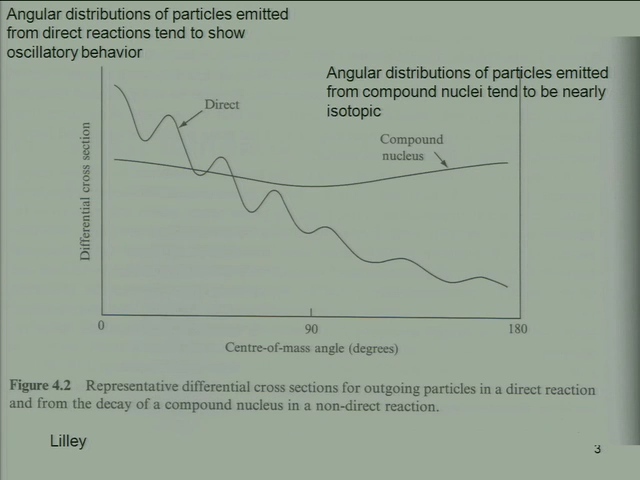 Angular distributions of particles emitted
from direct reactions tend to show
oscillatory behavior
Angular distributions of particles emitted
from compound nuclei tend to be nearly
isotopic
Direct
Compound
nucleus
Differential cross section
0
90
180
Centre-of-mass angle (degrees)
Figure 4.2 Representative differential cross sections for outgoing particles in a direct reaction
and from the decay of a compound nucleus in a non-direct reaction.
Lilley
3